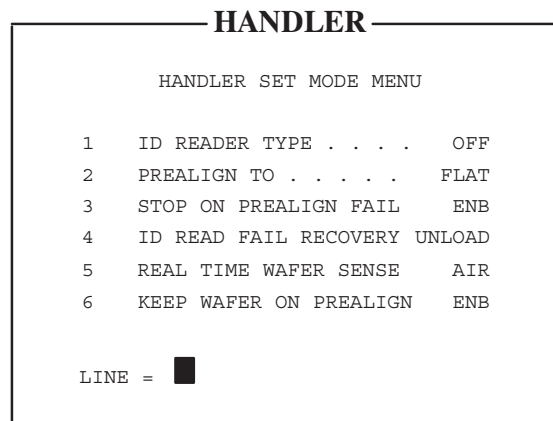 HANDLER
HANDLER SET MODE MENU
1 ID READER TYPE . . . . OFF
2 PREALIGN TO . . . . . FLAT
3 STOP ON PREALIGN FAIL ENB
4 ID READ FAIL RECOVERY UNLOAD
5 REAL TIME WAFER SENSE AIR
6 KEEP WAFER ON PREALIGN ENB
LINE =